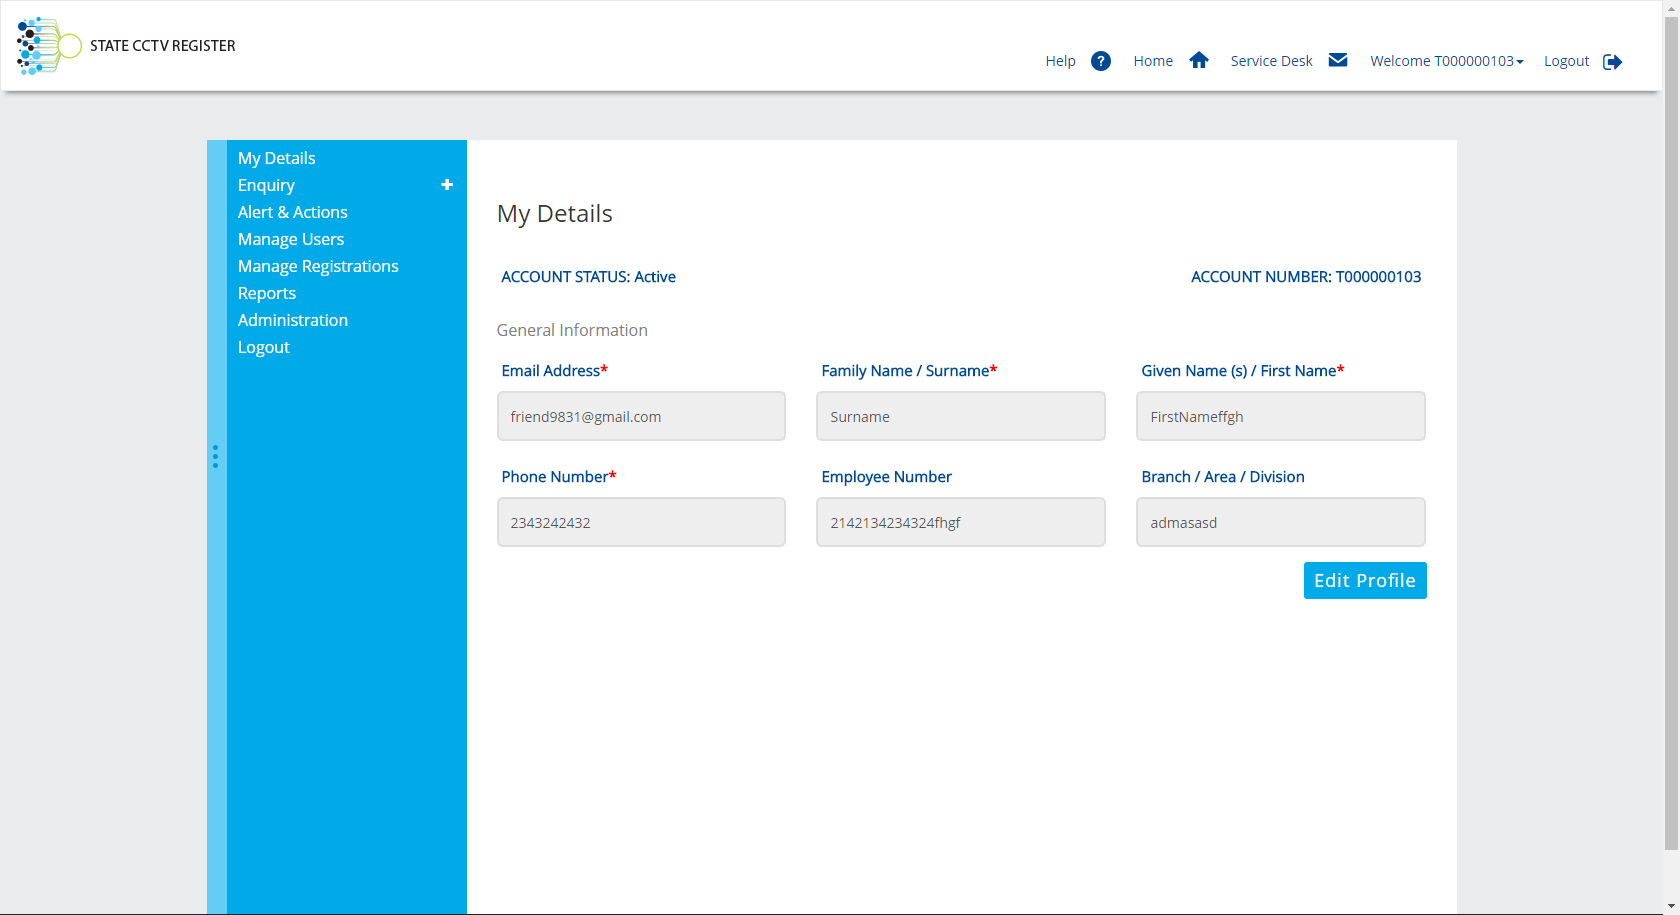 STATE CCTV REGISTER
Help ? Home Service Desk Welcome T000000103 Logout
My Details
Enquiry +
Alert & Actions
Manage Users
Manage Registrations
Reports
Administration
Logout
My Details
ACCOUNT STATUS: Active ACCOUNT NUMBER: T000000103
General Information
Email Address* Family Name / Surname* Given Name (s) / First Name*
friend9831@gmail.com Surname FirstNameffgh
Phone Number* Employee Number Branch / Area / Division
2343242432 2142134234324fhgf admasasd
Edit Profile